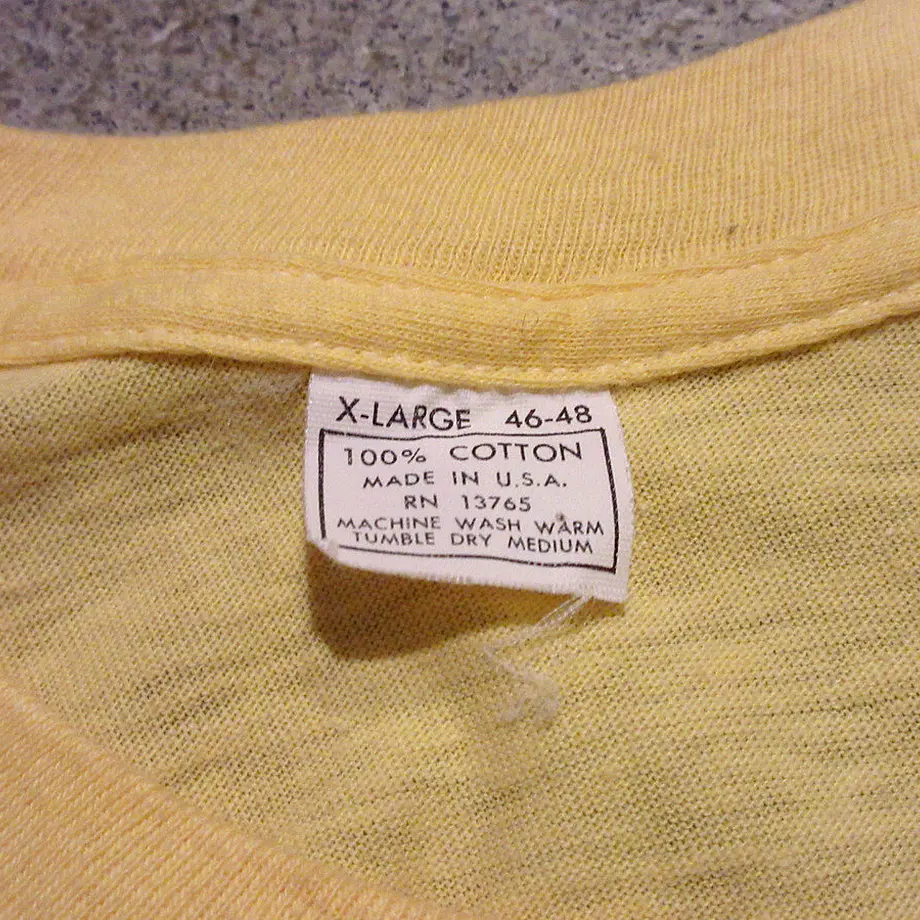 X-LARGE 46-48
100% COTTON
MADE IN U.S.A.
RN 13765
MACHINE WASH WARM
TUMBLE DRY MEDIUM